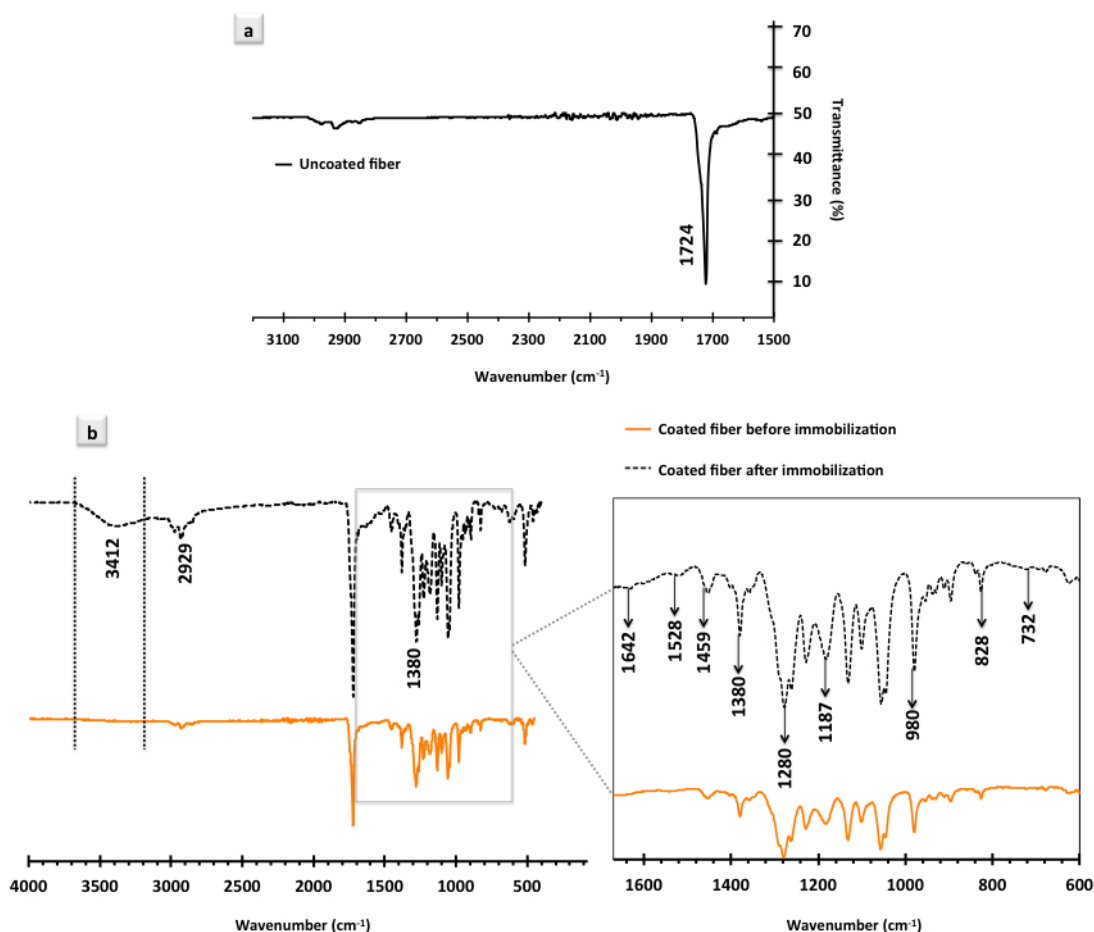 a
70
60
50
40
30
20
10
Transmittance (%)
Uncoated fiber
1724
3100 2900 2700 2500 2300 2100 1900 1700 1500
Wavenumber (cm-1)
b
Coated fiber before immobilization
Coated fiber after immobilization
3412
2929
1380
1642
1528
1459
1380
1280
1187
980
828
732
4000 3500 3000 2500 2000 1500 1000 500
Wavenumber (cm-1)
1600 1400 1200 1000 800 600
Wavenumber (cm-1)